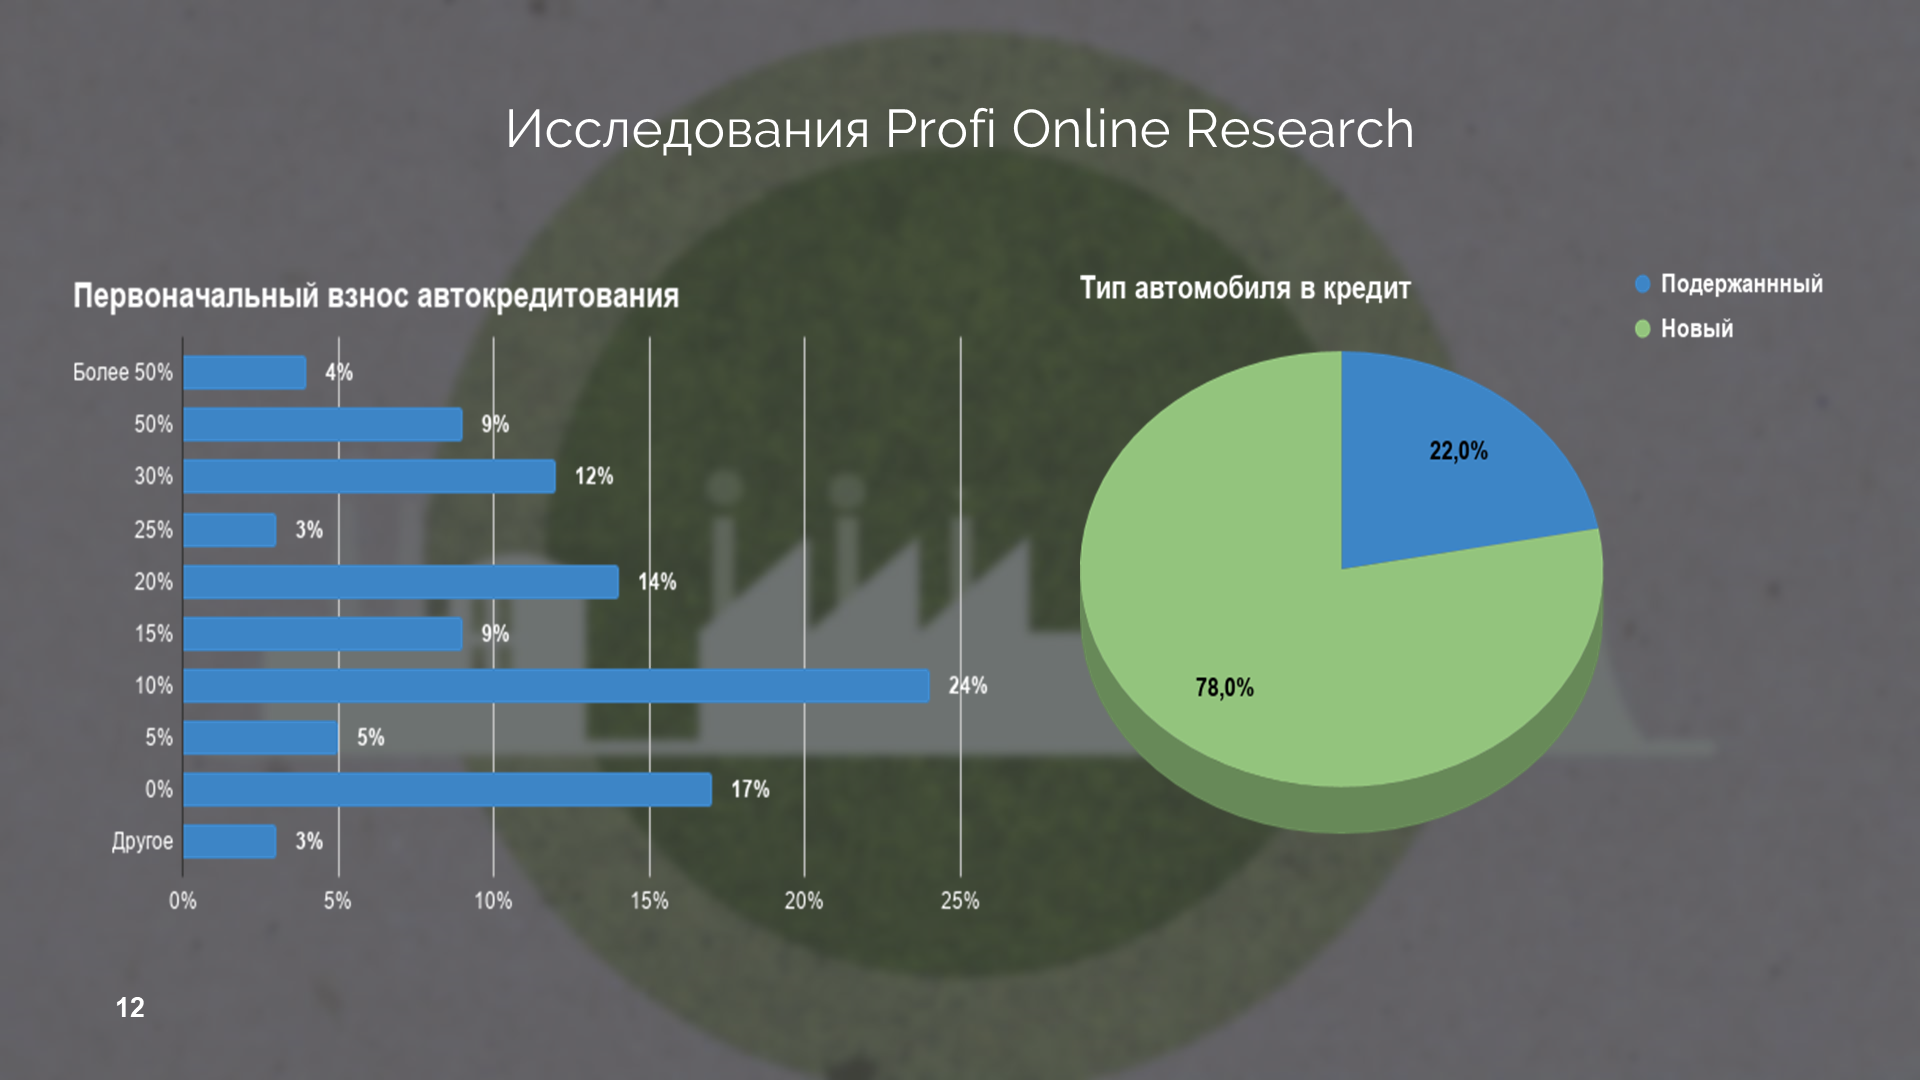 Исследования Profi Online Research
Первоначальный взнос автокредитования
Более 50% 4%
50% 9%
30% 12%
25% 3%
20% 14%
15% 9%
10% 24%
5% 5%
0% 17%
Другое 3%
0% 5% 10% 15% 20% 25%
Тип автомобиля в кредит
Подержаннный
Новый
22,0%
78,0%
12